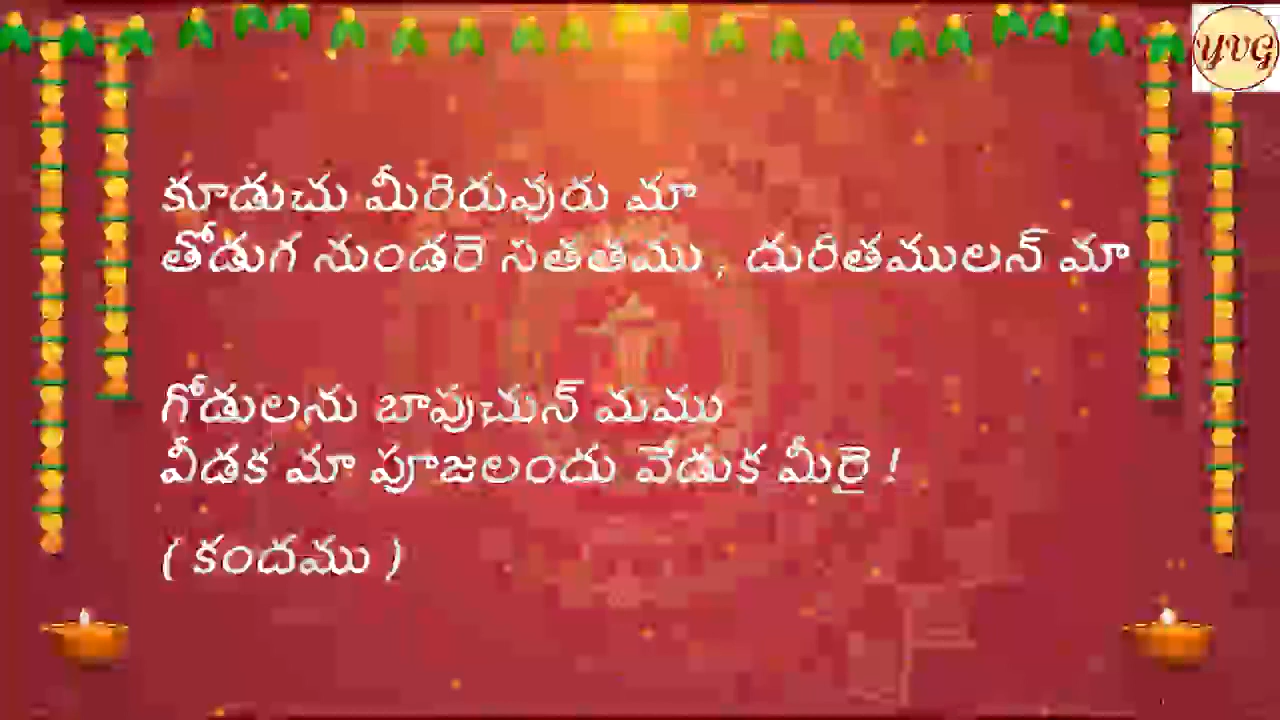 YVG
కూడుచు మీరిరువురు మా
తోడుగ నుండరె సతతము , దురితములన్ మా
గోడులను బాపుచున్ మము
వీడక మా పూజలందు వేడుక మీరై !
( కందము )